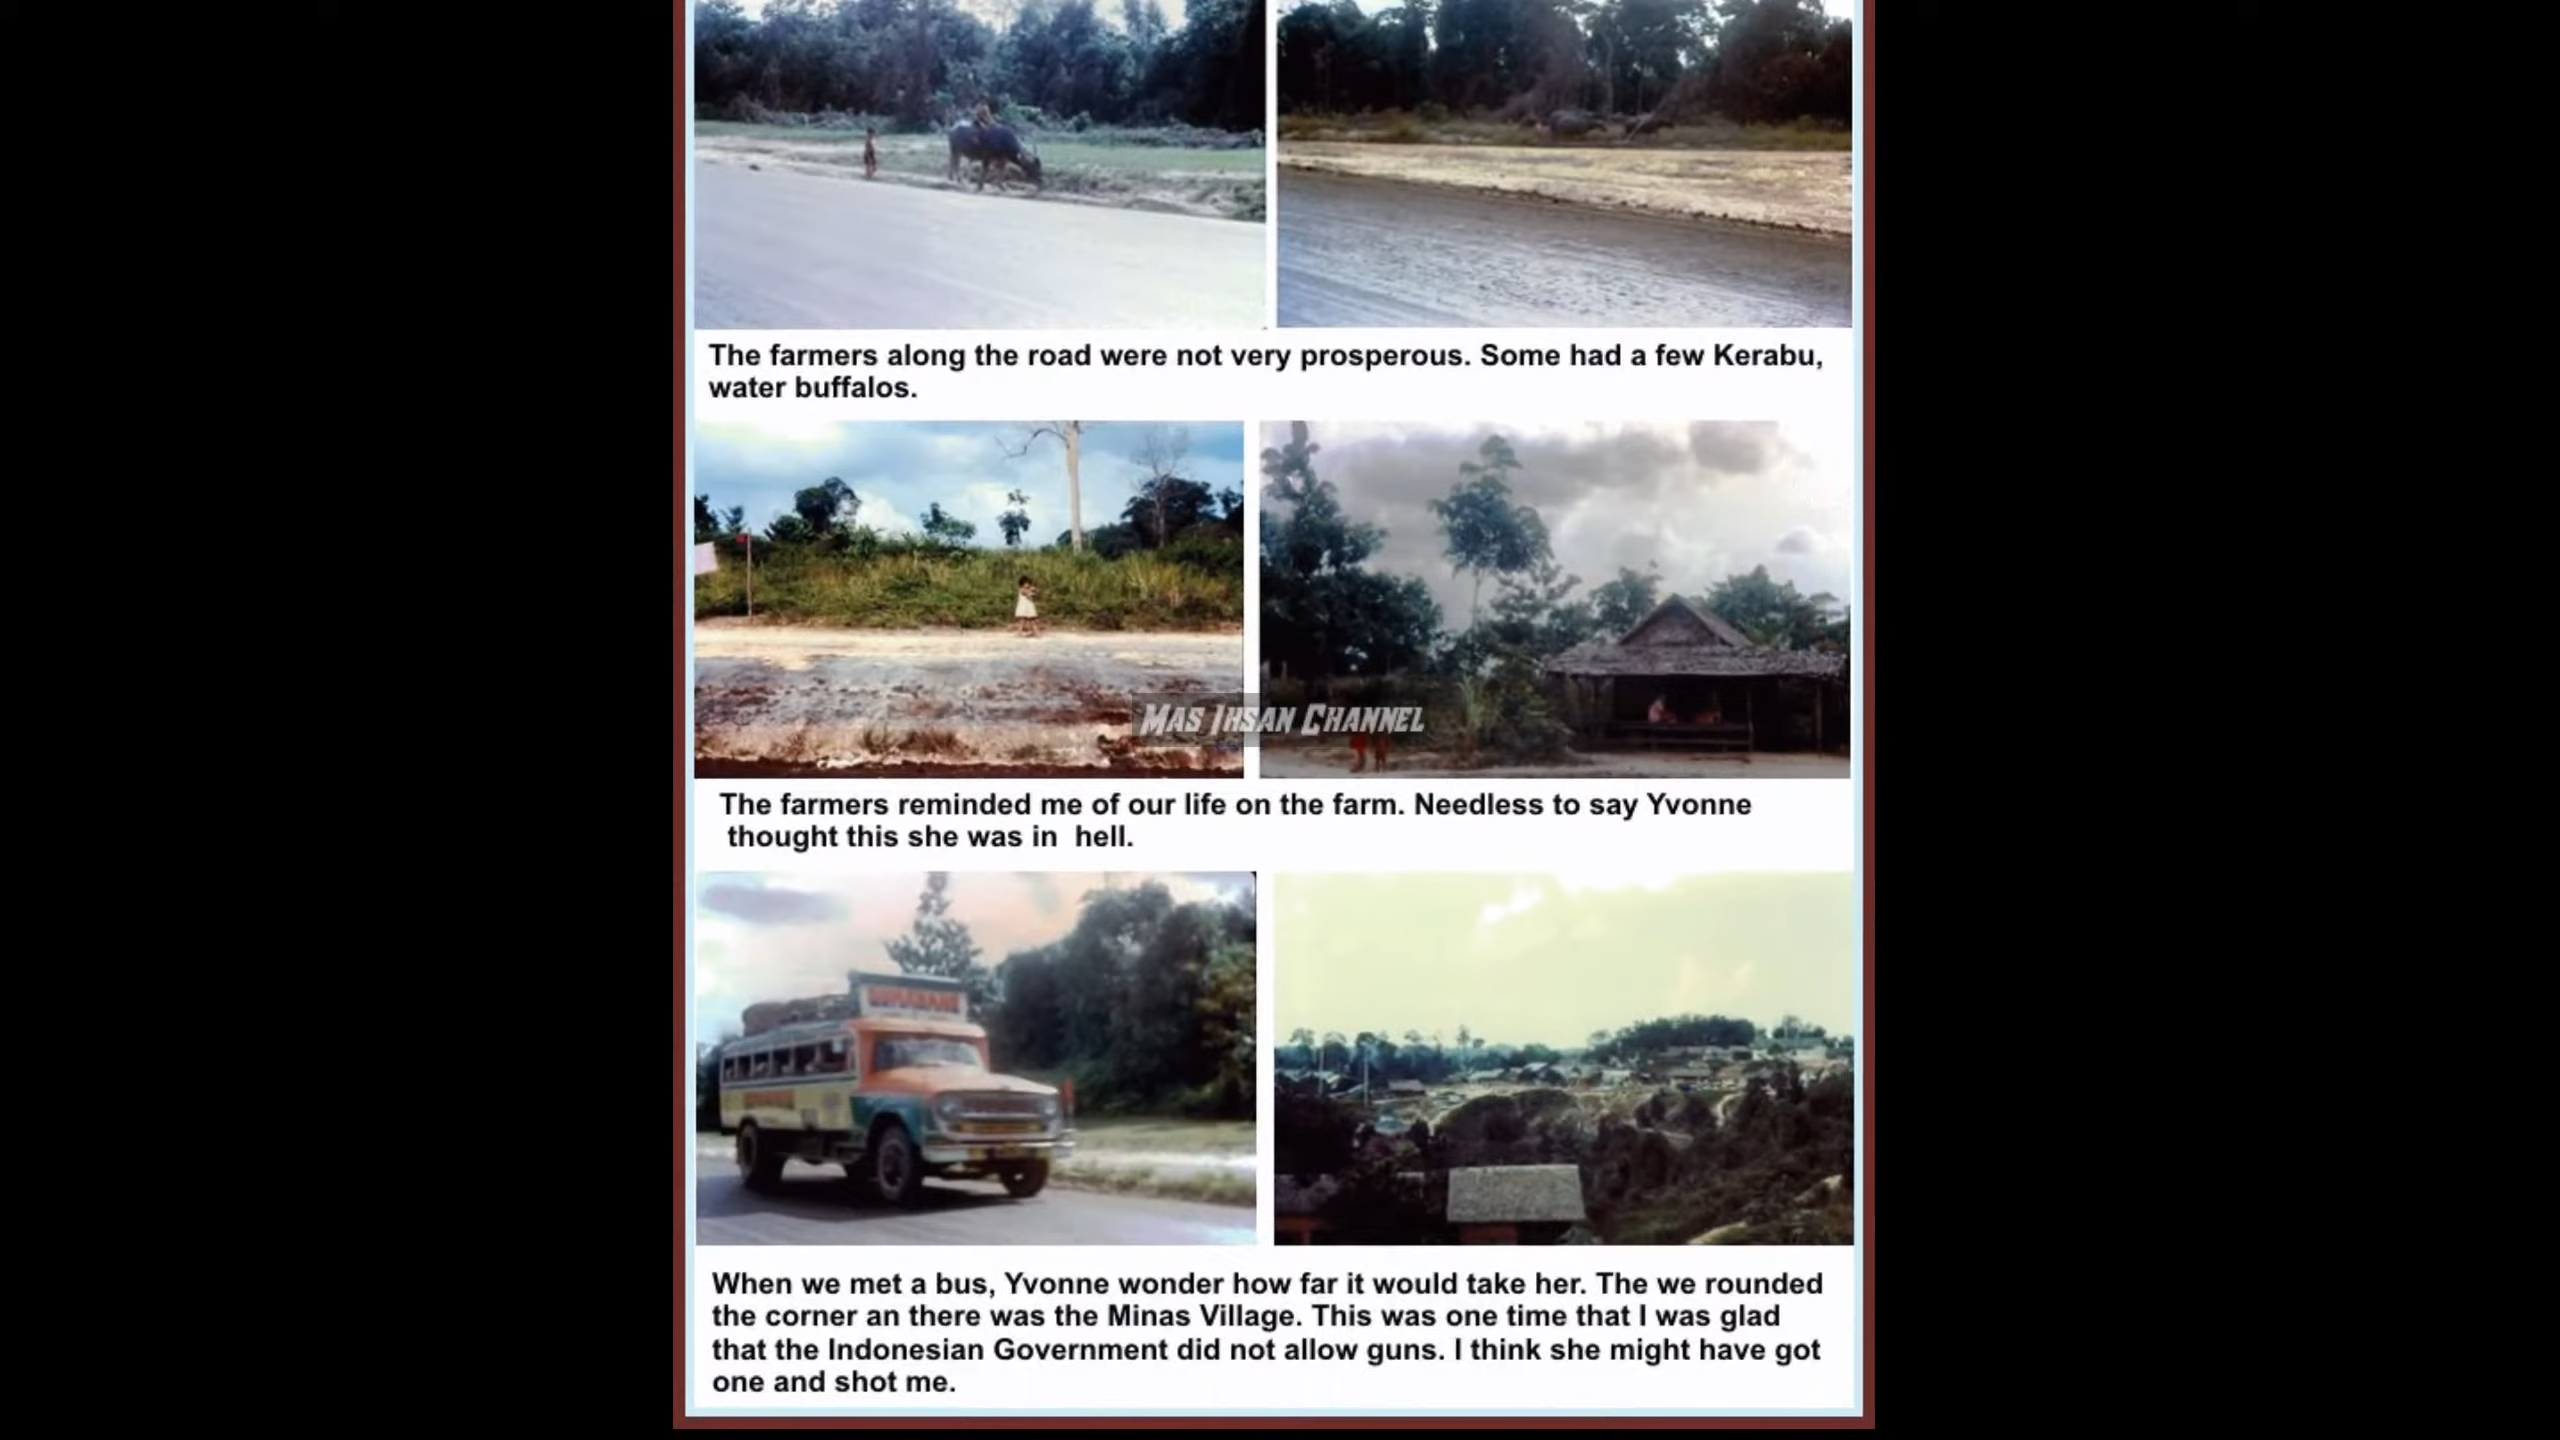 The farmers along the road were not very prosperous. Some had a few Kerabu,
water buffalos.
MAS IHSAN CHANNEL
The farmers reminded me of our life on the farm. Needless to say Yvonne
thought this she was in  hell.
When we met a bus, Yvonne wonder how far it would take her. The we rounded
the corner an there was the Minas Village. This was one time that I was glad
that the Indonesian Government did not allow guns. I think she might have got
one and shot me.